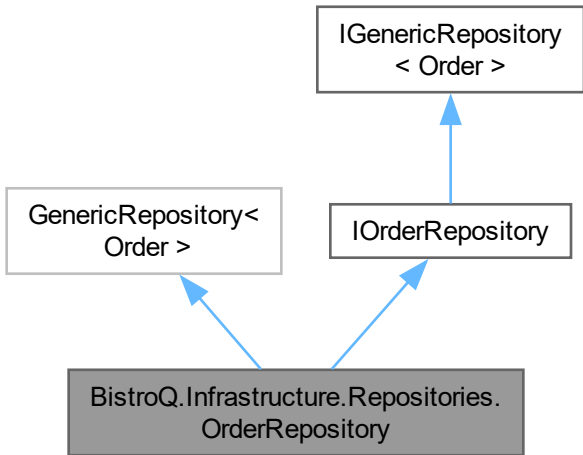 IGenericRepository
< Order >
GenericRepository<
Order >
IOrderRepository
BistroQ.Infrastructure.Repositories.
OrderRepository